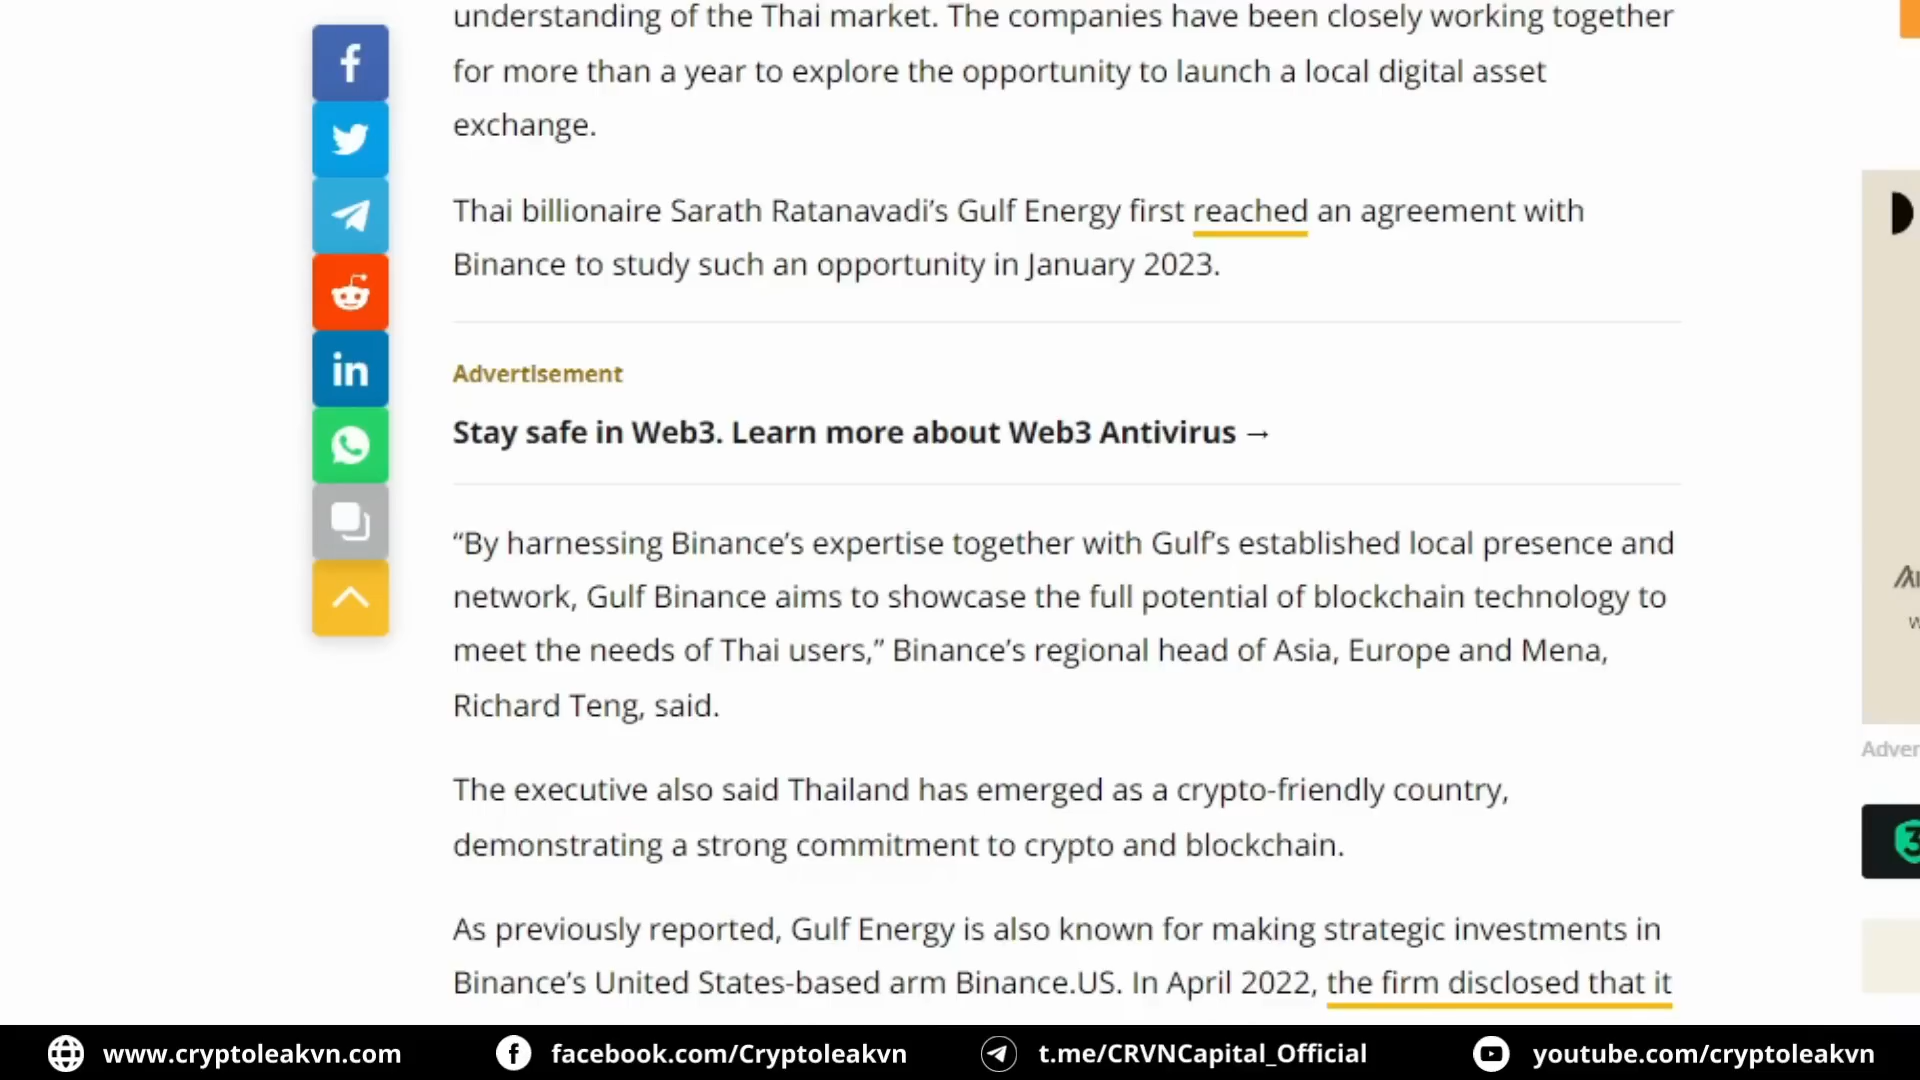 understanding of the Thai market. The companies have been closely working together
for more than a year to explore the opportunity to launch a local digital asset
exchange.
Thai billionaire Sarath Ratanavadi’s Gulf Energy first reached an agreement with
Binance to study such an opportunity in January 2023.
Advertisement
Stay safe in Web3. Learn more about Web3 Antivirus →
“By harnessing Binance’s expertise together with Gulf’s established local presence and
network, Gulf Binance aims to showcase the full potential of blockchain technology to
meet the needs of Thai users,” Binance’s regional head of Asia, Europe and Mena,
Richard Teng, said.
The executive also said Thailand has emerged as a crypto-friendly country,
demonstrating a strong commitment to crypto and blockchain.
As previously reported, Gulf Energy is also known for making strategic investments in
Binance’s United States-based arm Binance.US. In April 2022, the firm disclosed that it
www.cryptoleakvn.com
facebook.com/Cryptoleakvn
t.me/CRVNCapital_Official
youtube.com/cryptoleakvn